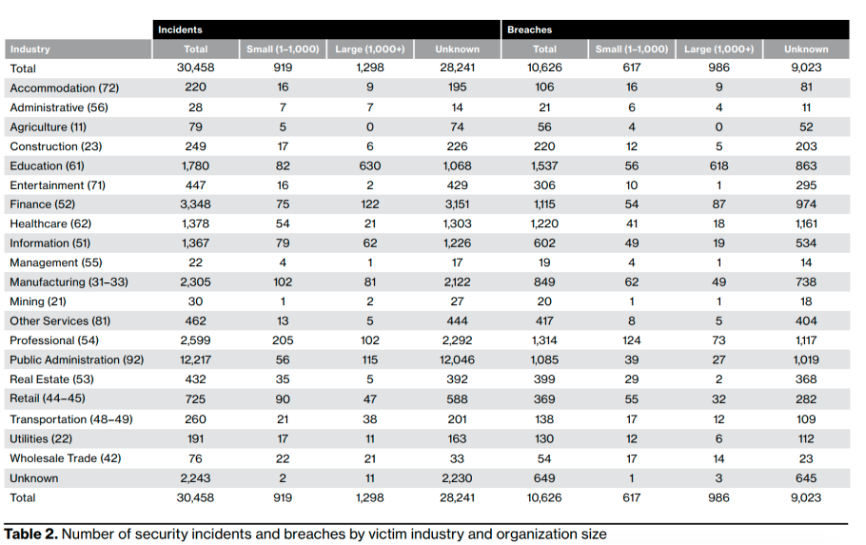 Incidents Breaches
Industry Total Small (1–1,000) Large (1,000+) Unknown Total Small (1–1,000) Large (1,000+) Unknown
Total 30,458 919 1,298 28,241 10,626 617 986 9,023
Accommodation (72) 220 16 9 195 106 16 9 81
Administrative (56) 28 7 7 14 21 6 4 11
Agriculture (11) 79 5 0 74 56 4 0 52
Construction (23) 249 17 6 226 220 12 5 203
Education (61) 1,780 82 630 1,068 1,537 56 618 863
Entertainment (71) 447 16 2 429 306 10 1 295
Finance (52) 3,348 75 122 3,151 1,115 54 87 974
Healthcare (62) 1,378 54 21 1,303 1,220 41 18 1,161
Information (51) 1,367 79 62 1,226 602 49 19 534
Management (55) 22 4 1 17 19 4 1 14
Manufacturing (31–33) 2,305 102 81 2,122 849 62 49 738
Mining (21) 30 1 2 27 20 1 1 18
Other Services (81) 462 13 5 444 417 8 5 404
Professional (54) 2,599 205 102 2,292 1,314 124 73 1,117
Public Administration (92) 12,217 56 115 12,046 1,085 39 27 1,019
Real Estate (53) 432 35 5 392 399 29 2 368
Retail (44–45) 725 90 47 588 369 55 32 282
Transportation (48–49) 260 21 38 201 138 17 12 109
Utilities (22) 191 17 11 163 130 12 6 112
Wholesale Trade (42) 76 22 21 33 54 17 14 23
Unknown 2,243 2 11 2,230 649 1 3 645
Total 30,458 919 1,298 28,241 10,626 617 986 9,023
Table 2. Number of security incidents and breaches by victim industry and organization size